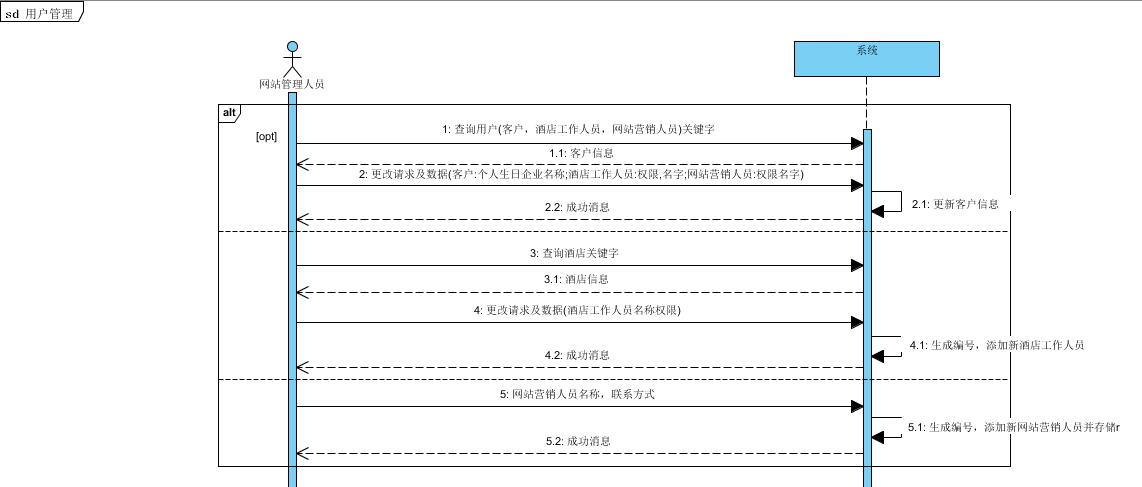 sd 用户管理
系统
网站管理人员
alt
[opt]
1: 查询用户(客户，酒店工作人员，网站营销人员)关键字
1.1: 客户信息
2: 更改请求及数据(客户:个人生日企业名称;酒店工作人员:权限,名字;网站营销人员:权限名字)
2.1: 更新客户信息
2.2: 成功消息
3: 查询酒店关键字
3.1: 酒店信息
4: 更改请求及数据(酒店工作人员名称权限)
4.1: 生成编号，添加新酒店工作人员
4.2: 成功消息
5: 网站营销人员名称，联系方式
5.1: 生成编号，添加新网站营销人员并存储r
5.2: 成功消息